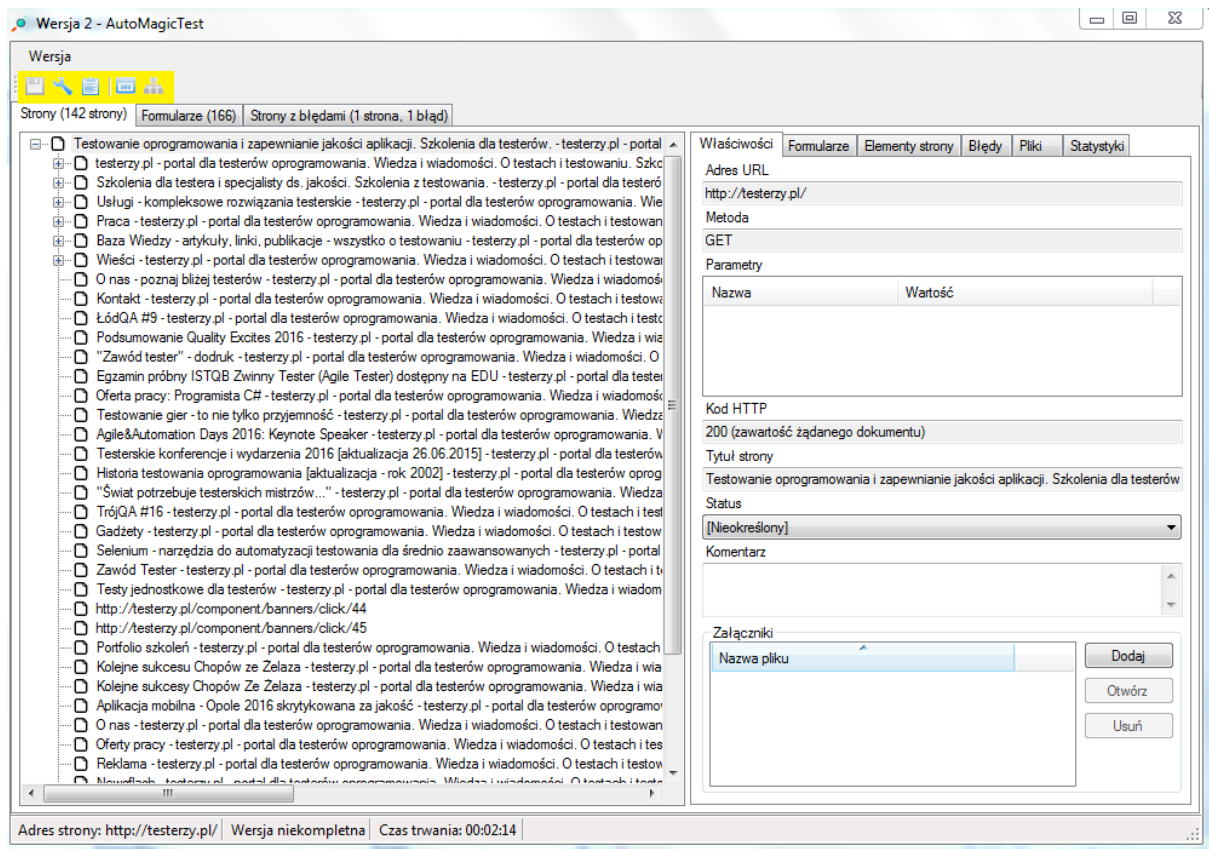 Wersja 2 - AutoMagicTest
Wersja
Strony (142 strony) Formularze (166) Strony z błędami (1 strona, 1 błąd)
Testowanie oprogramowania i zapewnianie jakości aplikacji. Szkolenia dla testerów. - testerzy.pl - portal
testerzy.pl - portal dla testerów oprogramowania. Wiedza i wiadomości. O testach i testowaniu. Szkc
Szkolenia dla testera i specjalisty ds. jakości. Szkolenia z testowania. - testerzy.pl - portal dla testeró
Usługi - kompleksowe rozwiązania testerskie - testerzy.pl - portal dla testerów oprogramowania. Wie
Praca - testerzy.pl - portal dla testerów oprogramowania. Wiedza i wiadomości. O testach i testowan
Baza Wiedzy - artykuły, linki, publikacje - wszystko o testowaniu - testerzy.pl - portal dla testerów op
Wieści - testerzy.pl - portal dla testerów oprogramowania. Wiedza i wiadomości. O testach i testowa
O nas - poznaj bliżej testerów - testerzy.pl - portal dla testerów oprogramowania. Wiedza i wiadomoś
Kontakt - testerzy.pl - portal dla testerów oprogramowania. Wiedza i wiadomości. O testach i testowa
ŁódQA #9 - testerzy.pl - portal dla testerów oprogramowania. Wiedza i wiadomości. O testach i testo
Podsumowanie Quality Excites 2016 - testerzy.pl - portal dla testerów oprogramowania. Wiedza i wia
"Zawód tester" - dodruk - testerzy.pl - portal dla testerów oprogramowania. Wiedza i wiadomości. O
Egzamin próbny ISTQB Zwinny Tester (Agile Tester) dostępny na EDU - testerzy.pl - portal dla tester
Oferta pracy: Programista C# - testerzy.pl - portal dla testerów oprogramowania. Wiedza i wiadomośc
Testowanie gier - to nie tylko przyjemność - testerzy.pl - portal dla testerów oprogramowania. Wiedza
Agile&Automation Days 2016: Keynote Speaker - testerzy.pl - portal dla testerów oprogramowania. W
Testerskie konferencje i wydarzenia 2016 [aktualizacja 26.06.2015] - testerzy.pl - portal dla testerów
Historia testowania oprogramowania [aktualizacja - rok 2002] - testerzy.pl - portal dla testerów oprog
"Świat potrzebuje testerskich mistrzów..." - testerzy.pl - portal dla testerów oprogramowania. Wiedza
TrójQA #16 - testerzy.pl - portal dla testerów oprogramowania. Wiedza i wiadomości. O testach i test
Gadżety - testerzy.pl - portal dla testerów oprogramowania. Wiedza i wiadomości. O testach i testow
Selenium - narzędzia do automatyzacji testowania dla średnio zaawansowanych - testerzy.pl - portal
Zawód Tester - testerzy.pl - portal dla testerów oprogramowania. Wiedza i wiadomości. O testach i te
Testy jednostkowe dla testerów - testerzy.pl - portal dla testerów oprogramowania. Wiedza i wiadom
http://testerzy.pl/component/banners/click/44
http://testerzy.pl/component/banners/click/45
Portfolio szkoleń - testerzy.pl - portal dla testerów oprogramowania. Wiedza i wiadomości. O testach
Kolejne sukcesu Chopów ze Żelaza - testerzy.pl - portal dla testerów oprogramowania. Wiedza i wia
Kolejne sukcesy Chopów Ze Żelaza - testerzy.pl - portal dla testerów oprogramowania. Wiedza i wia
Aplikacja mobilna - Opole 2016 skrytykowana za jakość - testerzy.pl - portal dla testerów oprogramow
O nas - testerzy.pl - portal dla testerów oprogramowania. Wiedza i wiadomości. O testach i testowan
Oferty pracy - testerzy.pl - portal dla testerów oprogramowania. Wiedza i wiadomości. O testach i tes
Reklama - testerzy.pl - portal dla testerów oprogramowania. Wiedza i wiadomości. O testach i testow
Właściwości Formularze Elementy strony Błędy Pliki Statystyki
Adres URL
http://testerzy.pl/
Metoda
GET
Parametry
Nazwa Wartość
Kod HTTP
200 (zawartość żądanego dokumentu)
Tytuł strony
Testowanie oprogramowania i zapewnianie jakości aplikacji. Szkolenia dla testerów
Status
[Nieokreślony]
Komentarz
Załączniki
Nazwa pliku
Dodaj
Otwórz
Usuń
Adres strony: http://testerzy.pl/ Wersja niekompletna Czas trwania: 00:02:14